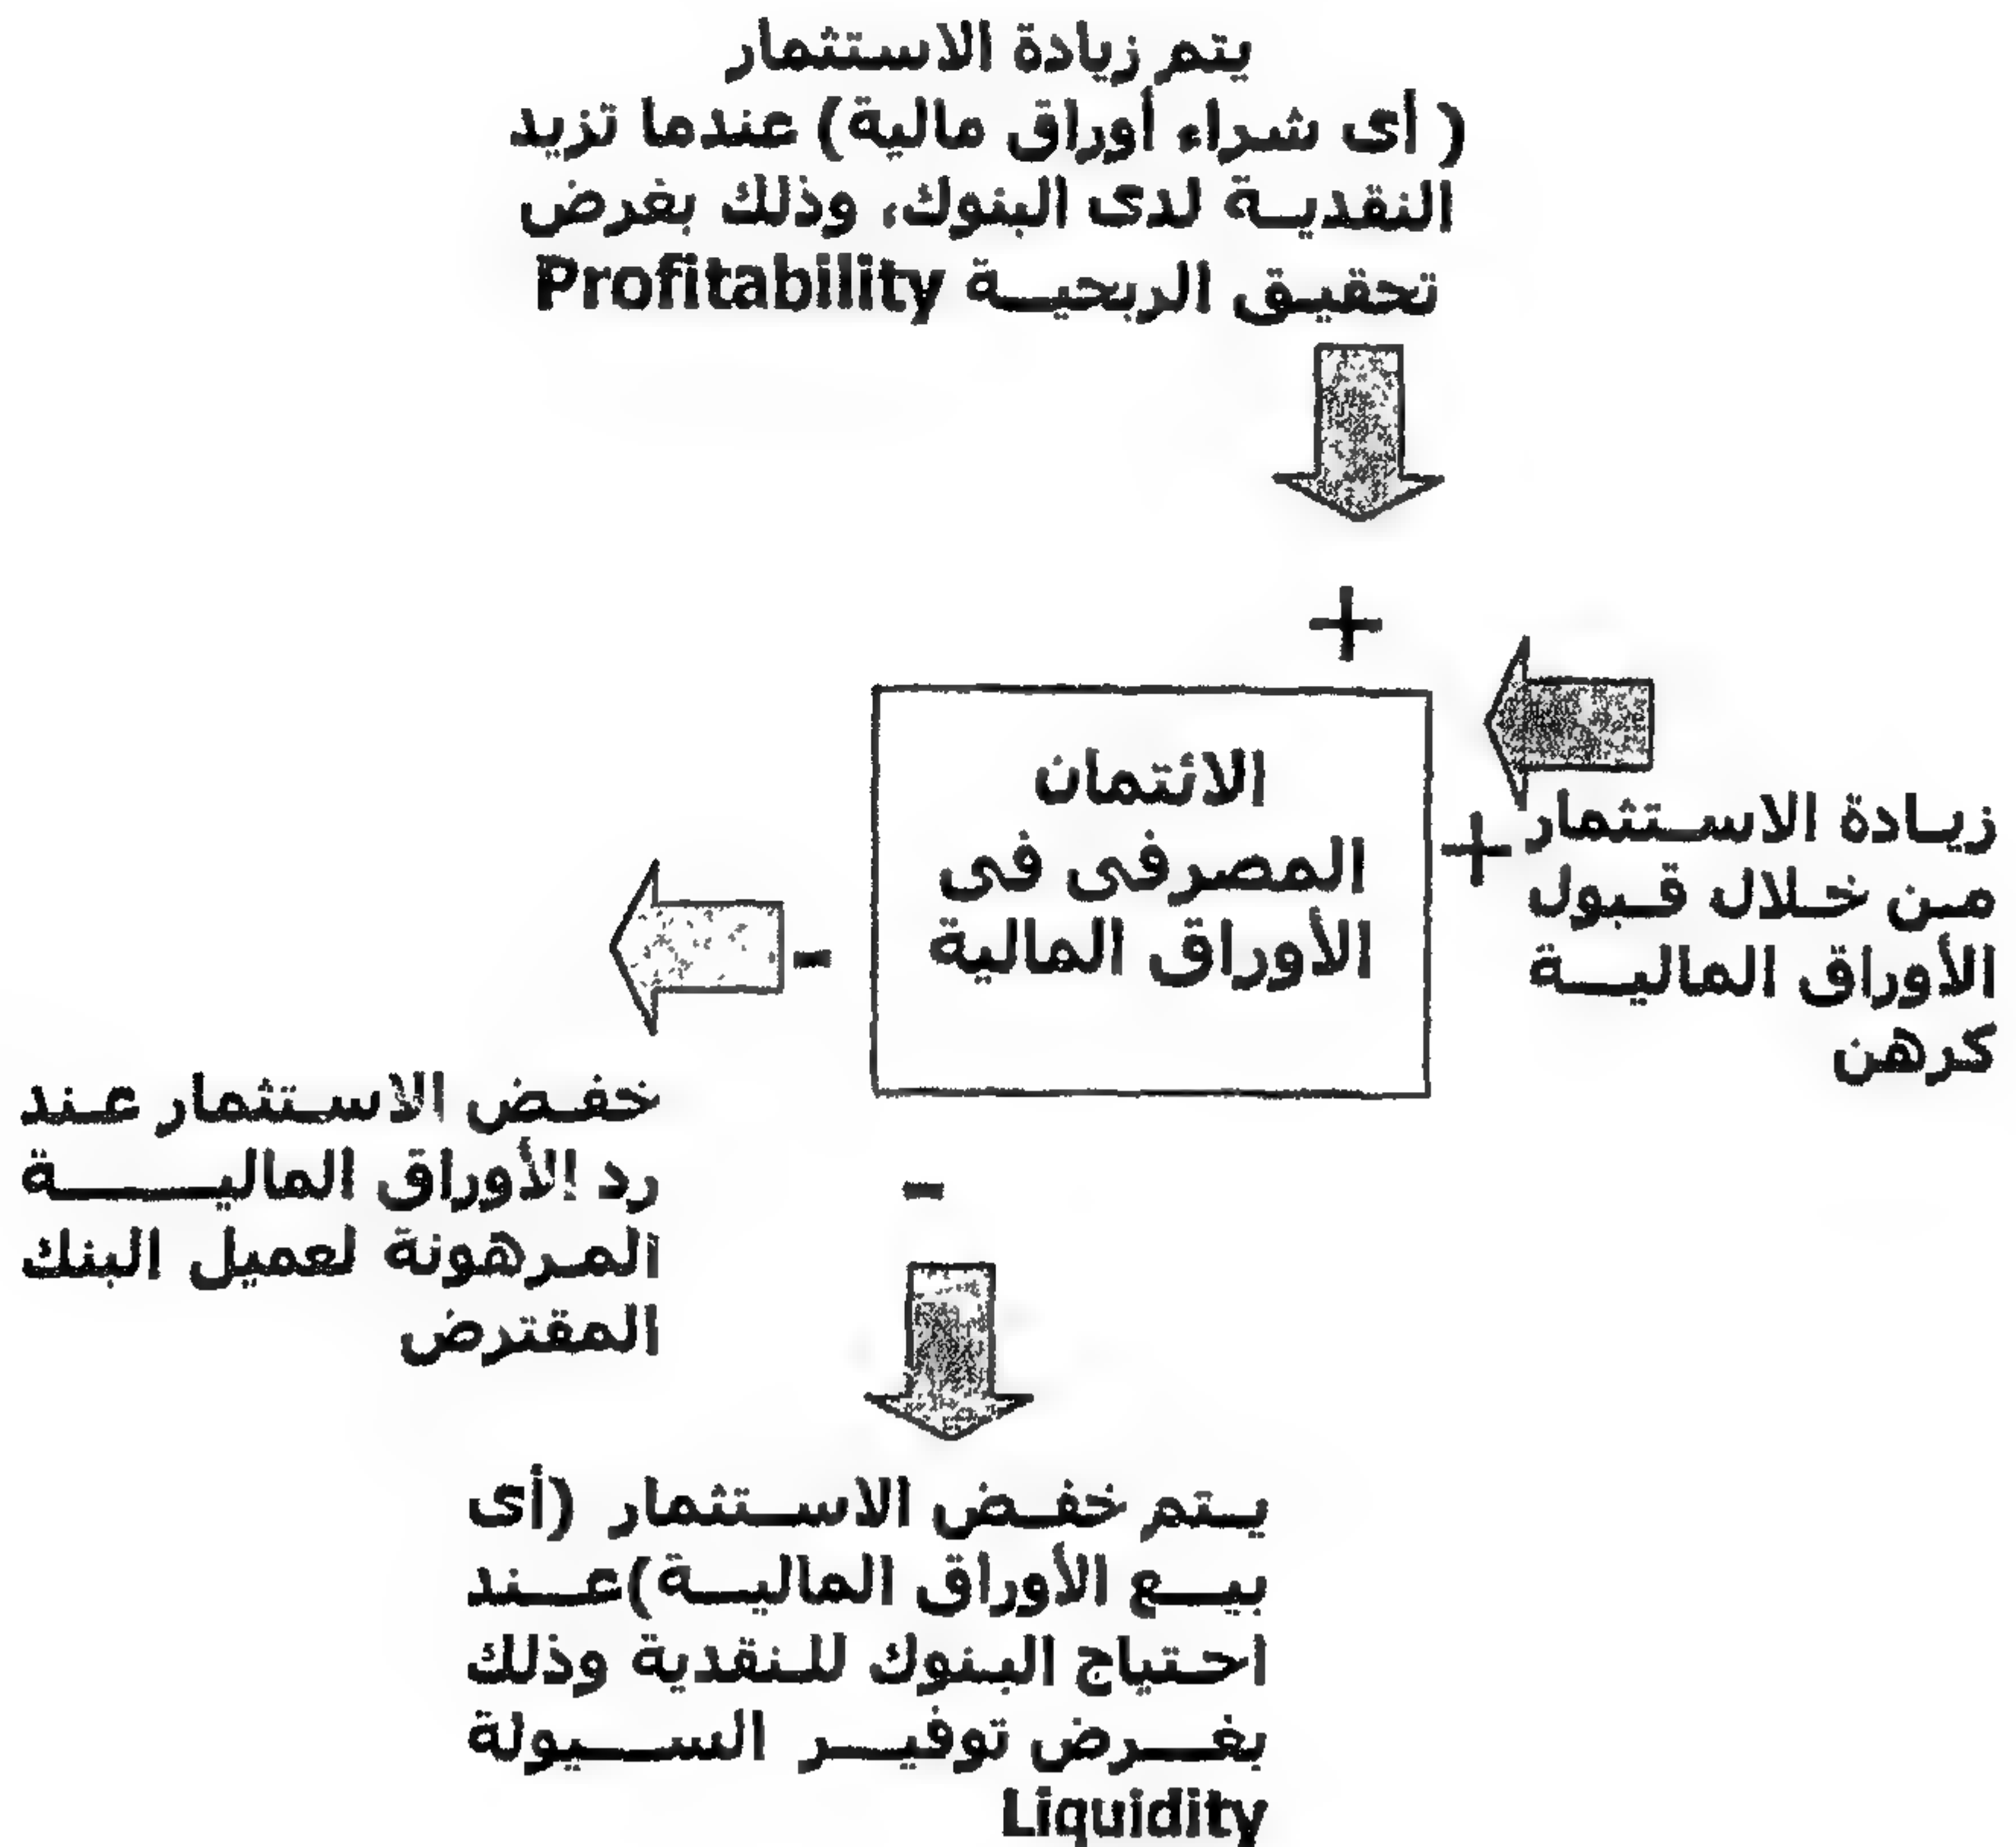 يتم زيادة الاستثمار
( أى شراء أوراق مالية) عندما تزيد
النقدية لدى البنوك، وذلك بغرض
تحقيق الربحية Profitability
+
الائتمان
المصرفى فى
الأوراق المالية
+
زيادة الاستثمار
من خلال قبول
الأوراق المالية
كرهن
-
خفض الاستثمار عند
رد الأوراق المالية
المرهونة لعميل البنك
المقترض
-
يتم خفض الاستثمار (أى
بيع الأوراق المالية)عند
احتياج البنوك للنقدية وذلك
بغرض توفير السيولة
Liquidity